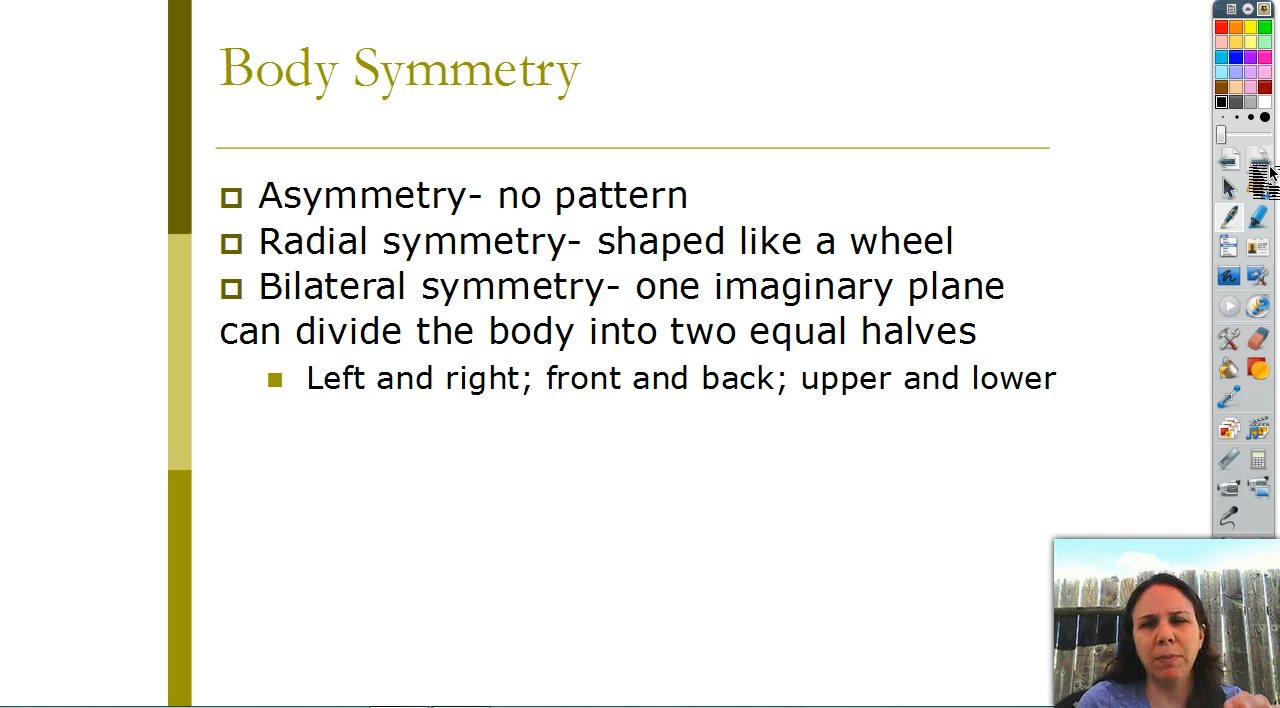 Body Symmetry
Asymmetry- no pattern
Radial symmetry- shaped like a wheel
Bilateral symmetry- one imaginary plane
can divide the body into two equal halves
Left and right; front and back; upper and lower